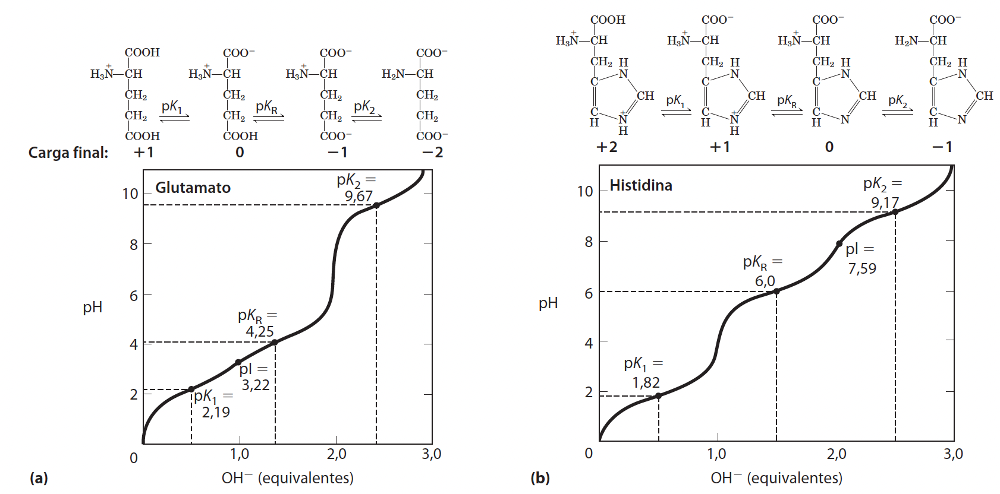 COOH
H₃N⁺—CH
CH₂
CH₂
COOH
pK₁
COO⁻
H₃N⁺—CH
CH₂
CH₂
COOH
pK_R
COO⁻
H₃N⁺—CH
CH₂
CH₂
COO⁻
pK₂
COO⁻
H₂N—CH
CH₂
CH₂
COO⁻
Carga final: +1 0 −1 −2
Glutamato
pK₂ =
9,67
pK_R =
4,25
pI =
3,22
pK₁ =
2,19
pH
10
8
6
4
2
0
1,0 2,0 3,0
OH⁻ (equivalentes)
(a)
COOH
H₃N⁺—CH
CH₂ H
C N
CH
C N⁺
H H
pK₁
COO⁻
H₃N⁺—CH
CH₂ H
C N
CH
C N⁺
H H
pK_R
COO⁻
H₃N⁺—CH
CH₂ H
C N
CH
C N
H
pK₂
COO⁻
H₂N—CH
CH₂ H
C N
CH
C N
H
+2 +1 0 −1
Histidina
pK₂ =
9,17
pI =
7,59
pK_R =
6,0
pK₁ =
1,82
pH
10
8
6
4
2
0
1,0 2,0 3,0
OH⁻ (equivalentes)
(b)